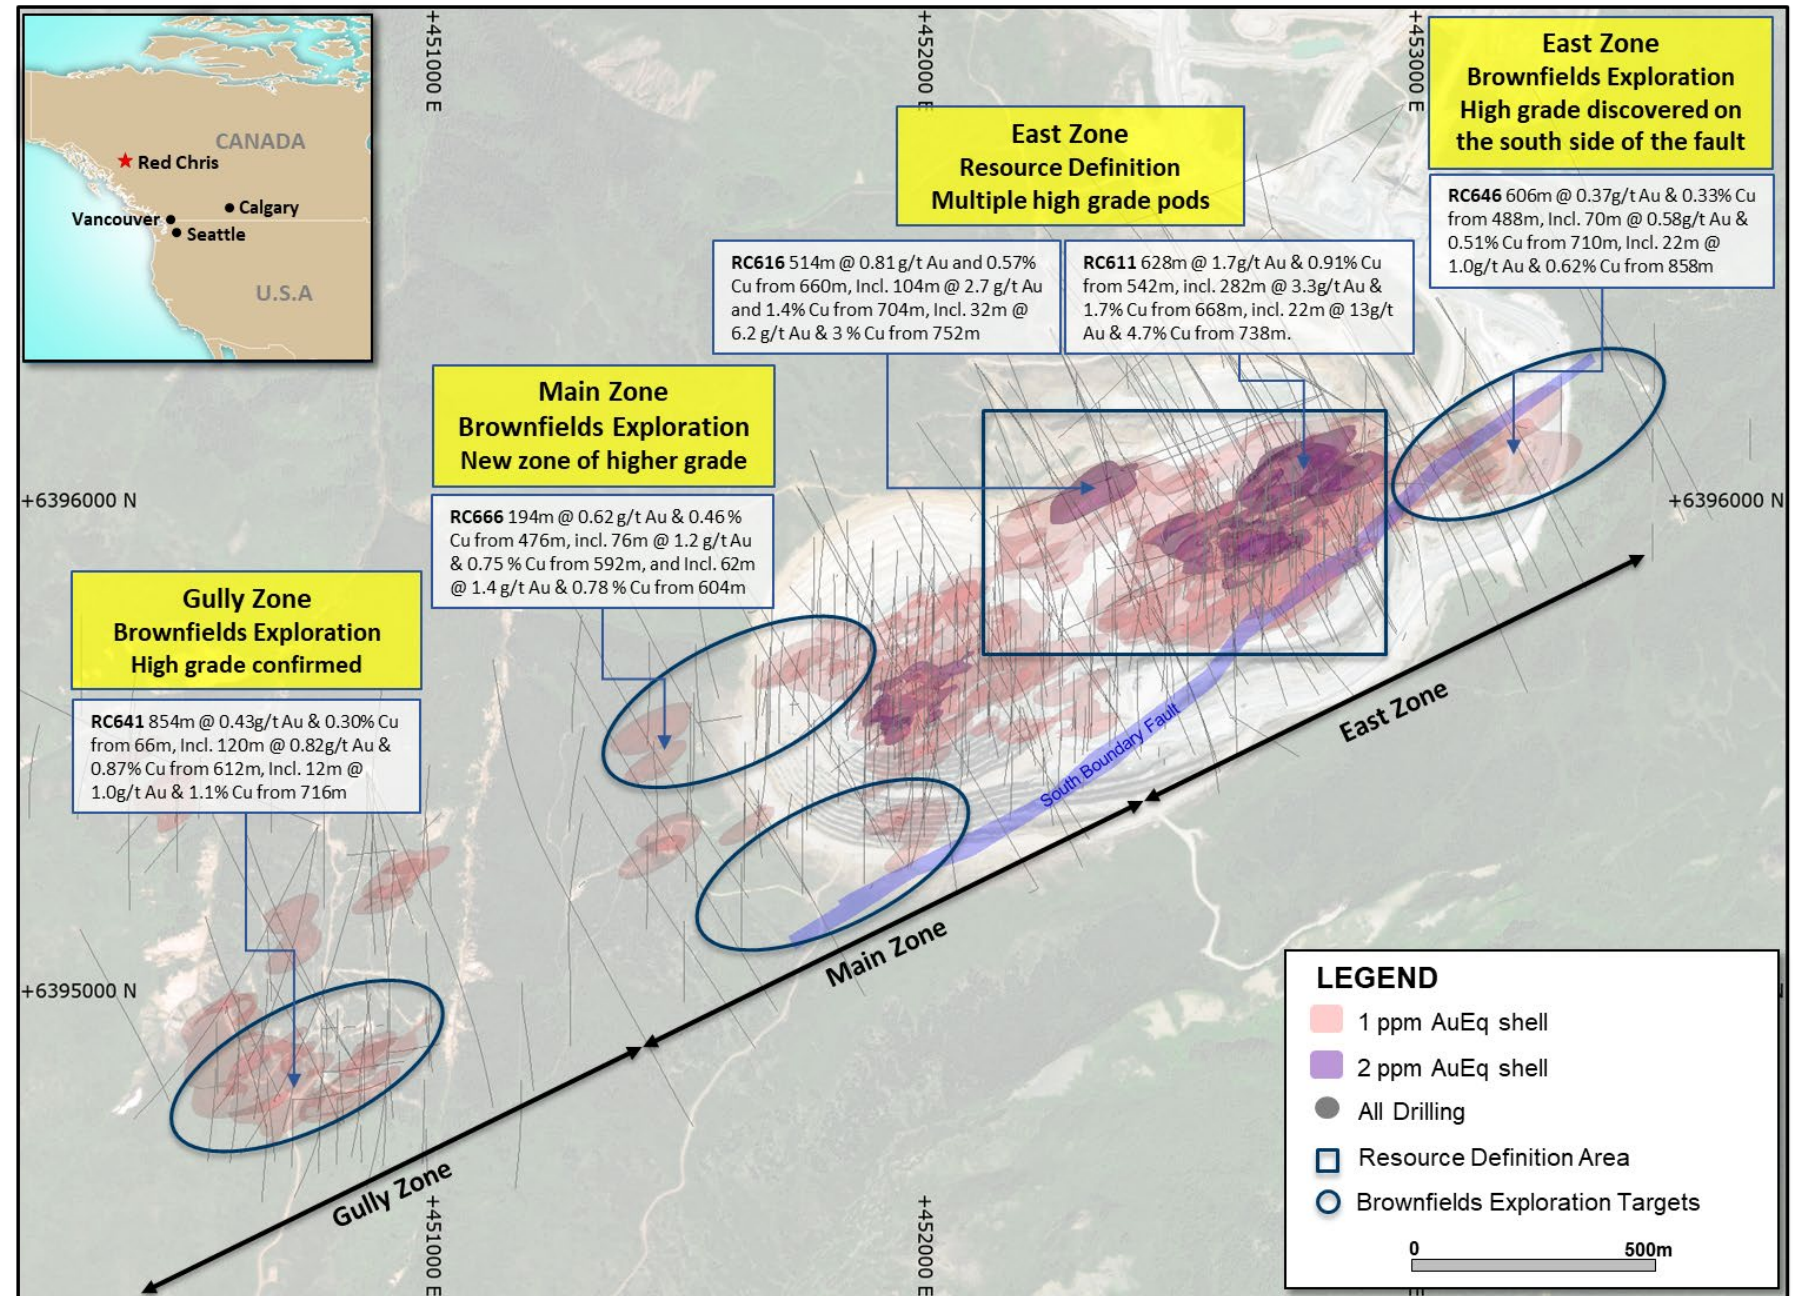 +451000 E
+452000 E
+453000 E
CANADA
Red Chris
Calgary
Vancouver
Seattle
U.S.A
East Zone
Brownfields Exploration
High grade discovered on
the south side of the fault
RC646 606m @ 0.37g/t Au & 0.33% Cu
from 488m, Incl. 70m @ 0.58g/t Au &
0.51% Cu from 710m, Incl. 22m @
1.0g/t Au & 0.62% Cu from 858m
East Zone
Resource Definition
Multiple high grade pods
RC616 514m @ 0.81 g/t Au and 0.57%
Cu from 660m, Incl. 104m @ 2.7 g/t Au
and 1.4% Cu from 704m, Incl. 32m @
6.2 g/t Au & 3 % Cu from 752m
RC611 628m @ 1.7g/t Au & 0.91% Cu
from 542m, incl. 282m @ 3.3g/t Au &
1.7% Cu from 668m, incl. 22m @ 13g/t
Au & 4.7% Cu from 738m.
Main Zone
Brownfields Exploration
New zone of higher grade
RC666 194m @ 0.62 g/t Au & 0.46 %
Cu from 476m, incl. 76m @ 1.2 g/t Au
& 0.75 % Cu from 592m, and Incl. 62m
@ 1.4 g/t Au & 0.78 % Cu from 604m
+6396000 N
+6396000 N
Gully Zone
Brownfields Exploration
High grade confirmed
RC641 854m @ 0.43g/t Au & 0.30% Cu
from 66m, Incl. 120m @ 0.82g/t Au &
0.87% Cu from 612m, Incl. 12m @
1.0g/t Au & 1.1% Cu from 716m
South Boundary Fault
East Zone
Main Zone
Gully Zone
+6395000 N
+451000 E
+452000 E
LEGEND
1 ppm AuEq shell
2 ppm AuEq shell
All Drilling
Resource Definition Area
Brownfields Exploration Targets
0 500m